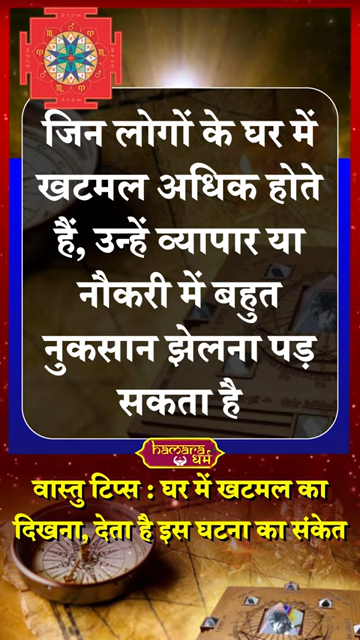 जिन लोगों के घर में
खटमल अधिक होते
हैं, उन्हें व्यापार या
नौकरी में बहुत
नुकसान झेलना पड़
सकता है
hamara
धर्म
वास्तु टिप्स : घर में खटमल का
दिखना, देता है इस घटना का संकेत